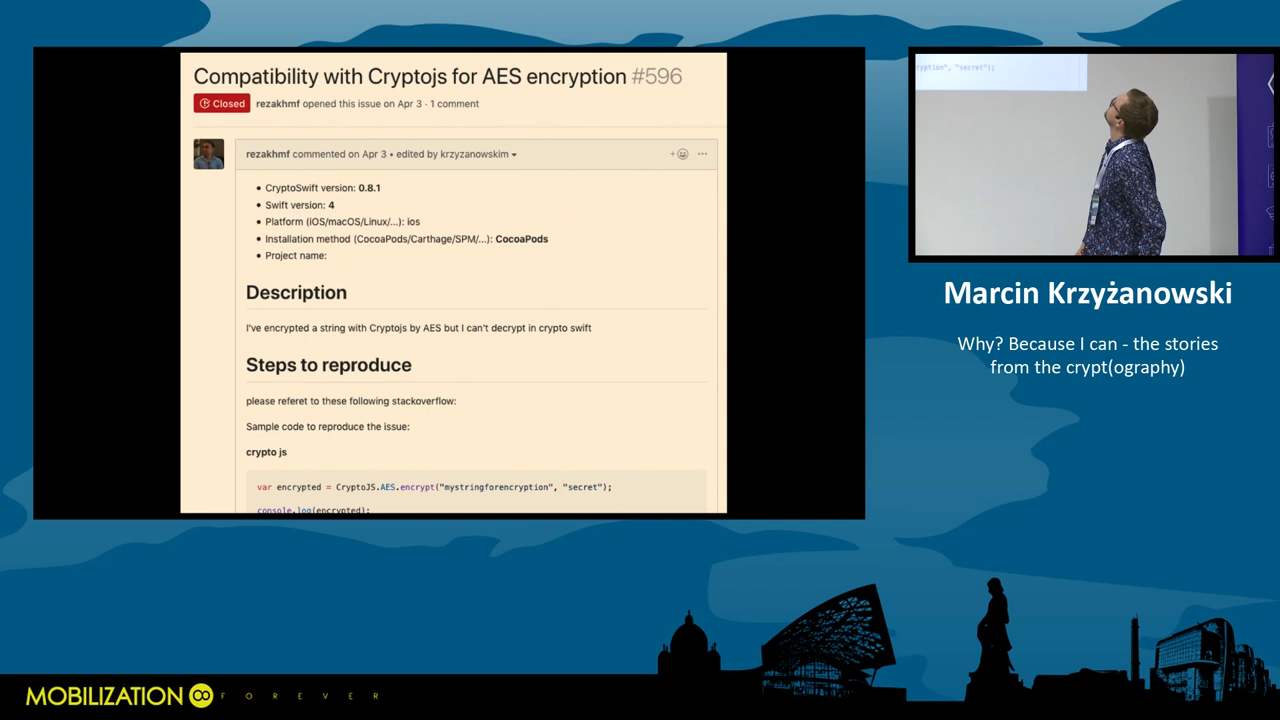 Compatibility with Cryptojs for AES encryption #596
Closed rezakhmf opened this issue on Apr 3 · 1 comment
rezakhmf commented on Apr 3 • edited by krzyzanowskim
• CryptoSwift version: 0.8.1
• Swift version: 4
• Platform (iOS/macOS/Linux/...): ios
• Installation method (CocoaPods/Carthage/SPM/...): CocoaPods
• Project name:
Description
I've encrypted a string with Cryptojs by AES but I can't decrypt in crypto swift
Steps to reproduce
please referet to these following stackoverflow:
Sample code to reproduce the issue:
crypto js
var encrypted = CryptoJS.AES.encrypt("mystringforencryption", "secret");
console.log(encrypted);
ryption", "secret");
Marcin Krzyżanowski
Why? Because I can - the stories
from the crypt(ography)
MOBILIZATION FOREVER